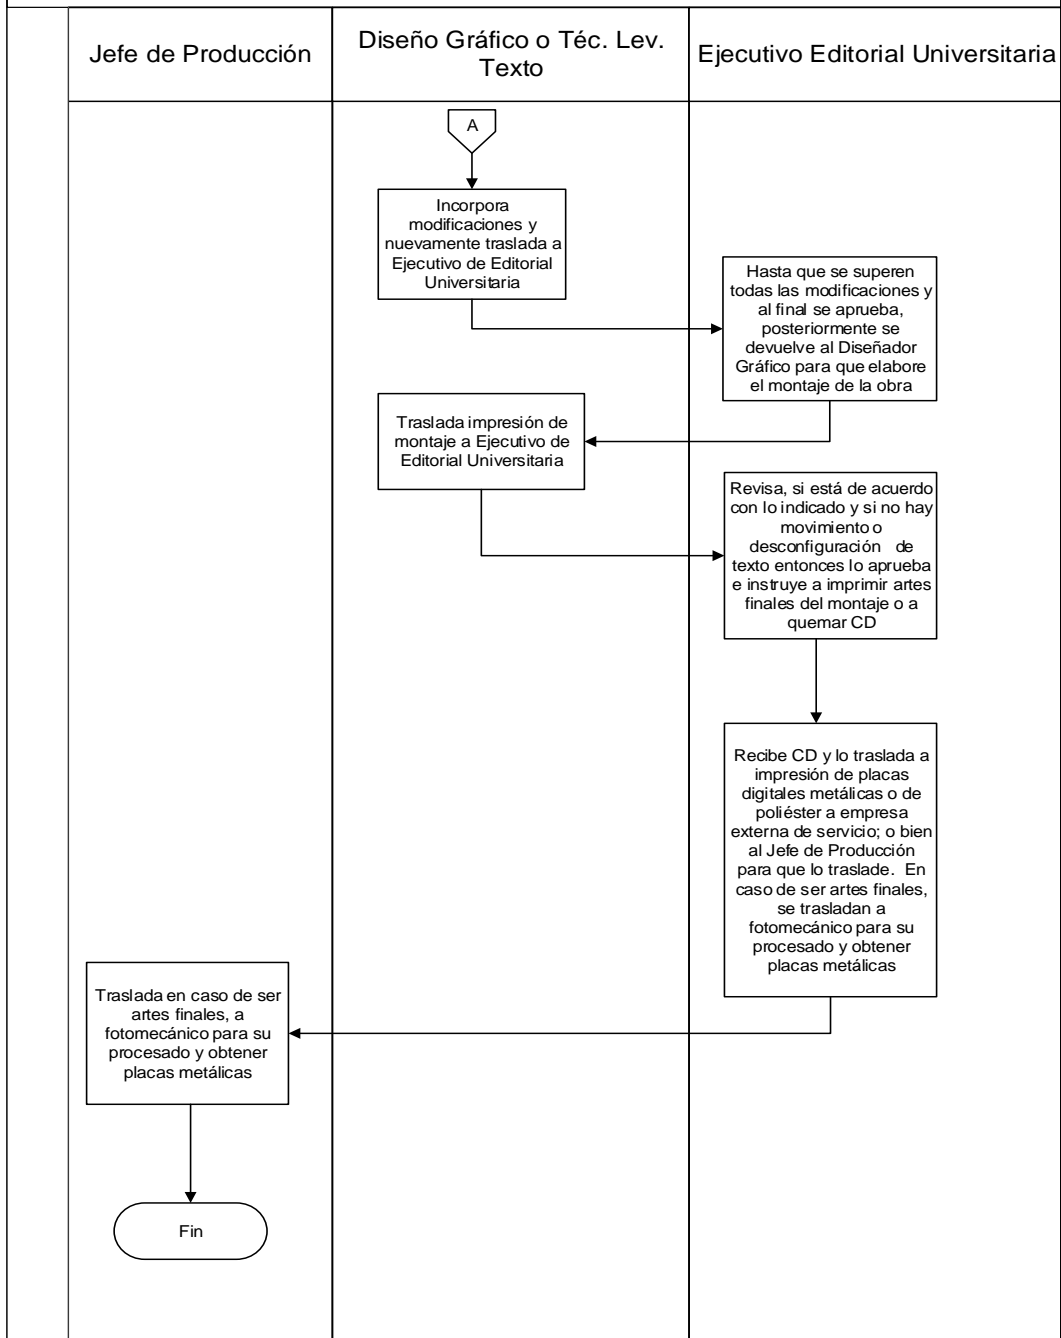 Jefe de Producción
Diseño Gráfico o Téc. Lev.
Texto
Ejecutivo Editorial Universitaria
A
Incorpora
modificaciones y
nuevamente traslada a
Ejecutivo de Editorial
Universitaria
Hasta que se superen
todas las modificaciones y
al final se aprueba,
posteriormente se
devuelve al Diseñador
Gráfico para que elabore
el montaje de la obra
Traslada impresión de
montaje a Ejecutivo de
Editorial Universitaria
Revisa, si está de acuerdo
con lo indicado y si no hay
movimiento o
desconfiguración de
texto entonces lo aprueba
e instruye a imprimir artes
finales del montaje o a
quemar CD
Recibe CD y lo traslada a
impresión de placas
digitales metálicas o de
poliéster a empresa
externa de servicio; o bien
al Jefe de Producción
para que lo traslade. En
caso de ser artes finales,
se trasladan a
fotomecánico para su
procesado y obtener
placas metálicas
Traslada en caso de ser
artes finales, a
fotomecánico para su
procesado y obtener
placas metálicas
Fin